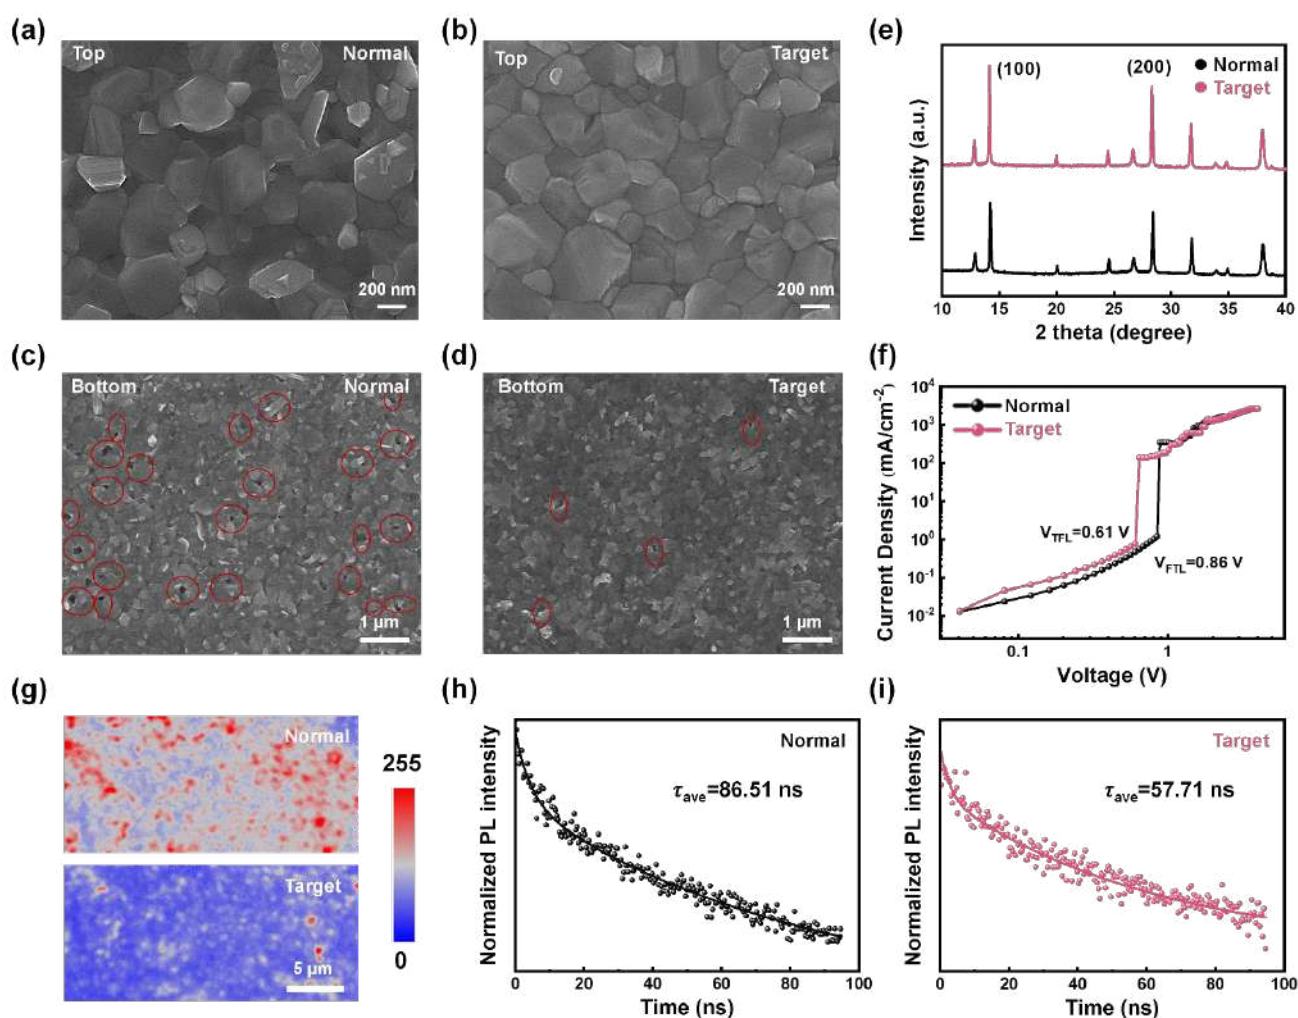 (a)
Top
Normal
200 nm
(b)
Top
Target
200 nm
(c)
Bottom
Normal
1 μm
(d)
Bottom
Target
1 μm
(e)
Intensity (a.u.)
(100)
(200)
Normal
Target
10 15 20 25 30 35 40
2 theta (degree)
(f)
Current Density (mA/cm⁻²)
10⁴
10³
10²
10¹
10⁰
10⁻¹
10⁻²
Normal
Target
V_TFL=0.61 V
V_FTL=0.86 V
0.1 1
Voltage (V)
(g)
Normal
Target
5 μm
255
0
(h)
Normalized PL intensity
Normal
τ_ave=86.51 ns
0 20 40 60 80 100
Time (ns)
(i)
Normalized PL intensity
Target
τ_ave=57.71 ns
0 20 40 60 80 100
Time (ns)